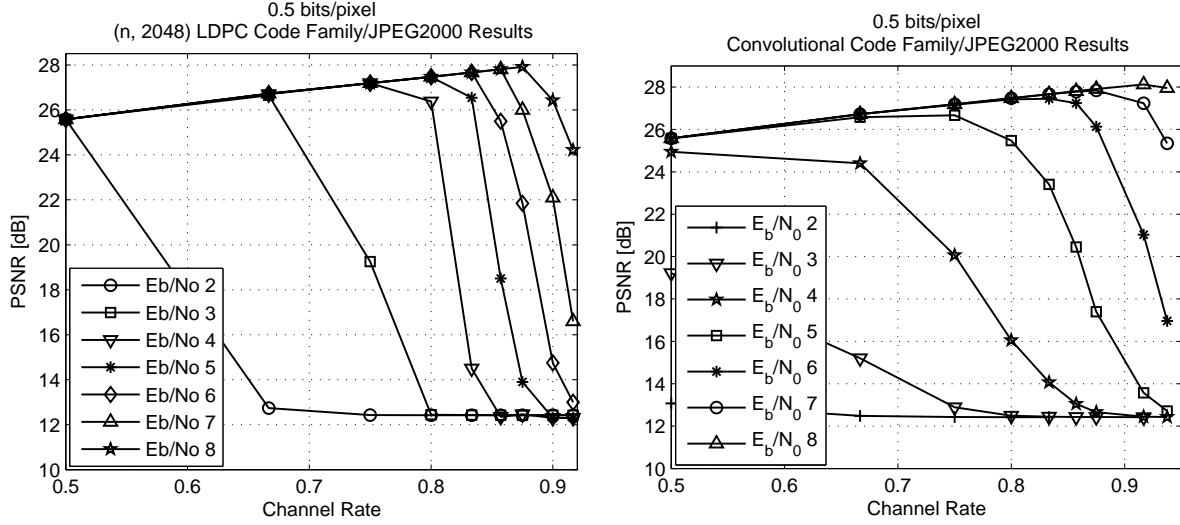 0.5 bits/pixel
(n, 2048) LDPC Code Family/JPEG2000 Results
PSNR [dB]
28
26
24
22
20
18
16
14
12
10
Eb/No 2
Eb/No 3
Eb/No 4
Eb/No 5
Eb/No 6
Eb/No 7
Eb/No 8
0.5 0.6 0.7 0.8 0.9
Channel Rate
0.5 bits/pixel
Convolutional Code Family/JPEG2000 Results
PSNR [dB]
28
26
24
22
20
18
16
14
12
10
E_b/N_0 2
E_b/N_0 3
E_b/N_0 4
E_b/N_0 5
E_b/N_0 6
E_b/N_0 7
E_b/N_0 8
0.5 0.6 0.7 0.8 0.9
Channel Rate